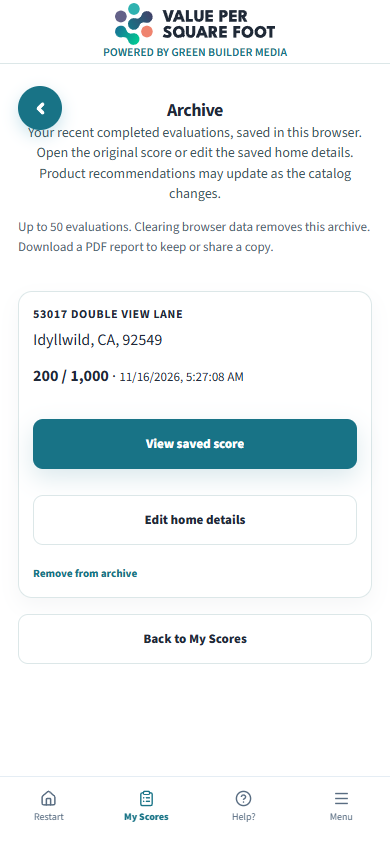 VALUE PER
SQUARE FOOT
POWERED BY GREEN BUILDER MEDIA
Archive
Your recent completed evaluations, saved in this browser.
Open the original score or edit the saved home details.
Product recommendations may update as the catalog
changes.
Up to 50 evaluations. Clearing browser data removes this archive.
Download a PDF report to keep or share a copy.
53017 DOUBLE VIEW LANE
Idyllwild, CA, 92549
200 / 1,000 · 11/16/2026, 5:27:08 AM
View saved score
Edit home details
Remove from archive
Back to My Scores
Restart
My Scores
Help?
Menu